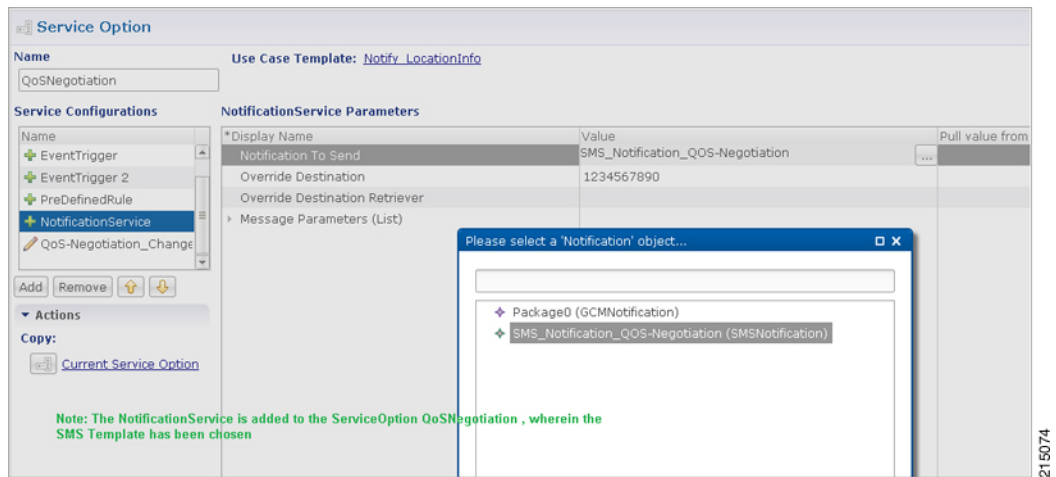 Service Option
Name
Use Case Template: Notify_LocationInfo
QoSNegotiation
Service Configurations
NotificationService Parameters
Name
*Display Name
Value
Pull value from
EventTrigger
Notification To Send
SMS_Notification_QOS-Negotiation
...
EventTrigger 2
Override Destination
1234567890
PreDefinedRule
Override Destination Retriever
NotificationService
Message Parameters (List)
QoS-Negotiation_Change
Please select a 'Notification' object...
Add
Remove
Package0 (GCMNotification)
SMS_Notification_QOS-Negotiation (SMSNotification)
Actions
Copy:
Current Service Option
Note: The NotificationService is added to the ServiceOption QoSNegotiation , wherein the
SMS Template has been chosen
215074